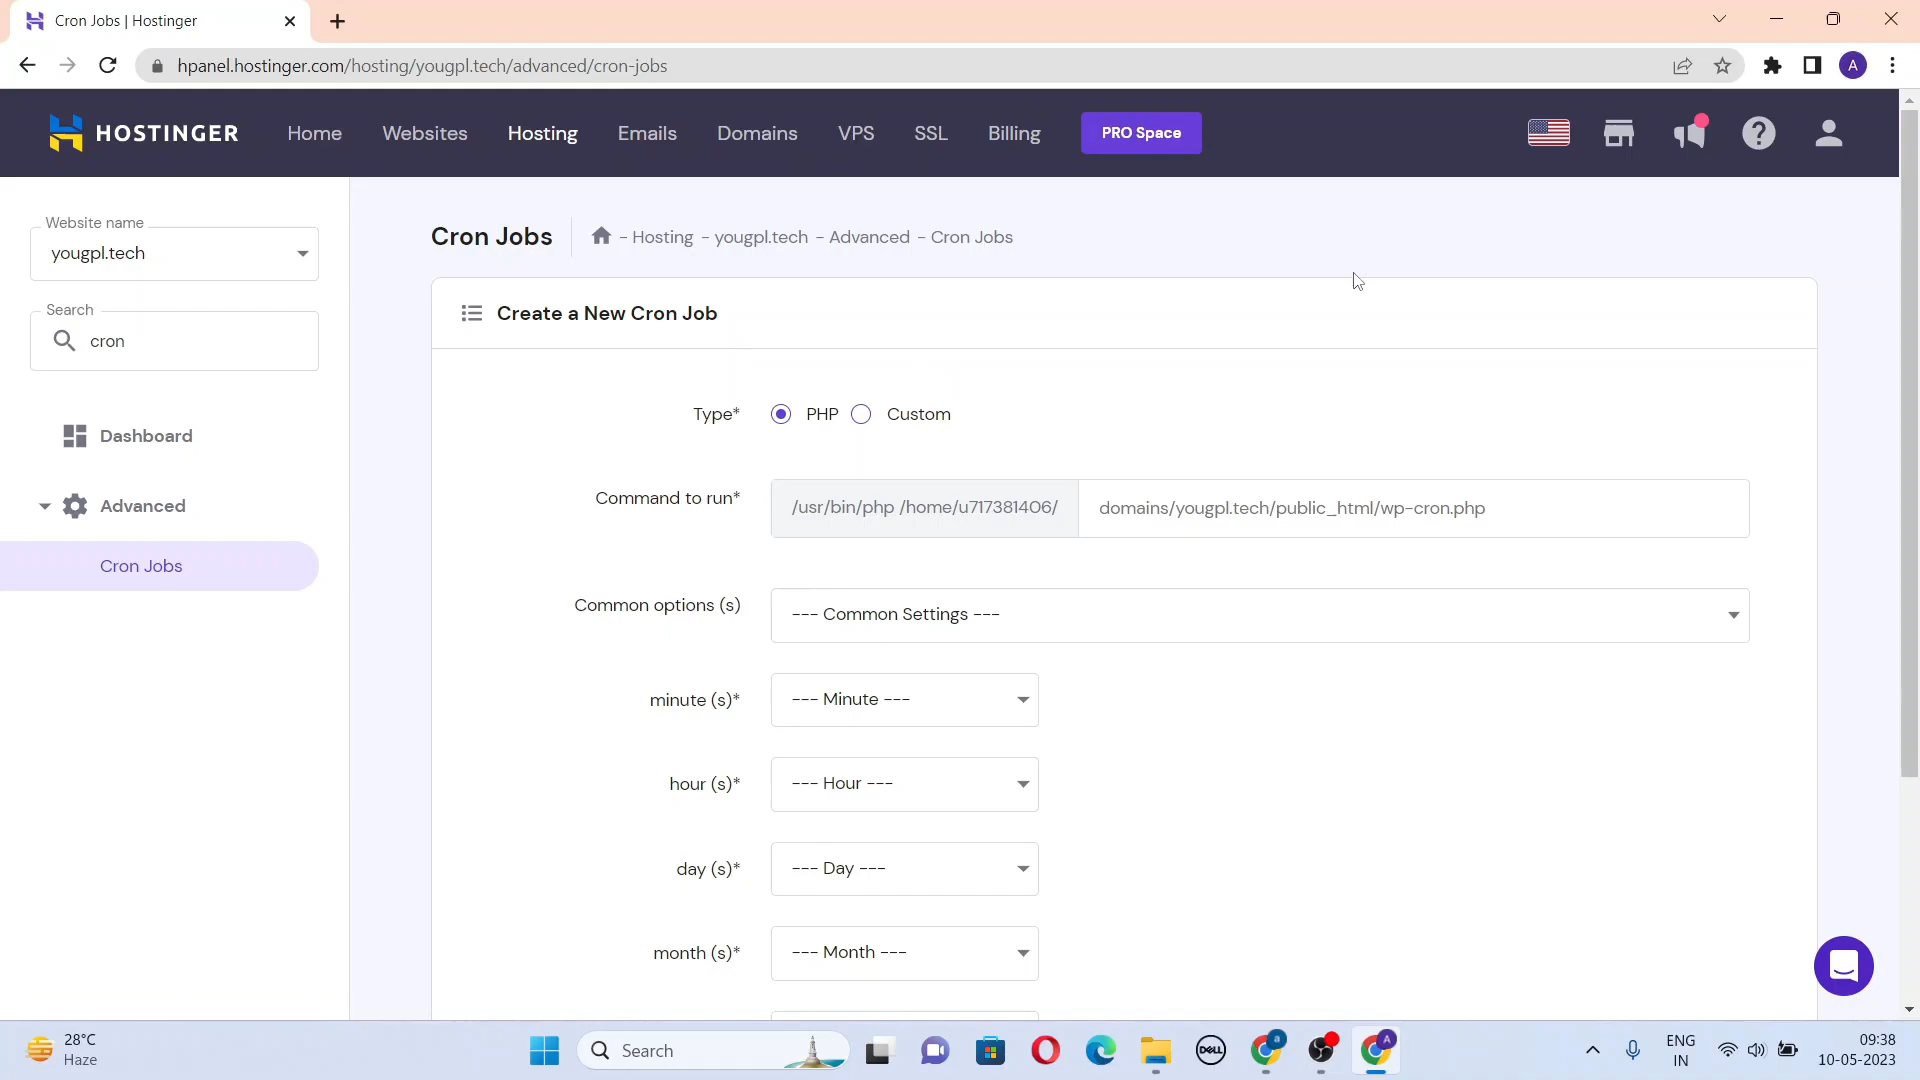 Cron Jobs | Hostinger
hpanel.hostinger.com/hosting/yougpl.tech/advanced/cron-jobs
A
HOSTINGER
Home
Websites
Hosting
Emails
Domains
VPS
SSL
Billing
PRO Space
Website name
yougpl.tech
Search
cron
Dashboard
Advanced
Cron Jobs
Cron Jobs
- Hosting - yougpl.tech - Advanced - Cron Jobs
Create a New Cron Job
Type*
PHP
Custom
Command to run*
/usr/bin/php /home/u717381406/
domains/yougpl.tech/public_html/wp-cron.php
Common options (s)
--- Common Settings ---
minute (s)*
--- Minute ---
hour (s)*
--- Hour ---
day (s)*
--- Day ---
month (s)*
--- Month ---
28°C
Haze
Search
DELL
a
A
ENG
IN
09:38
10-05-2023